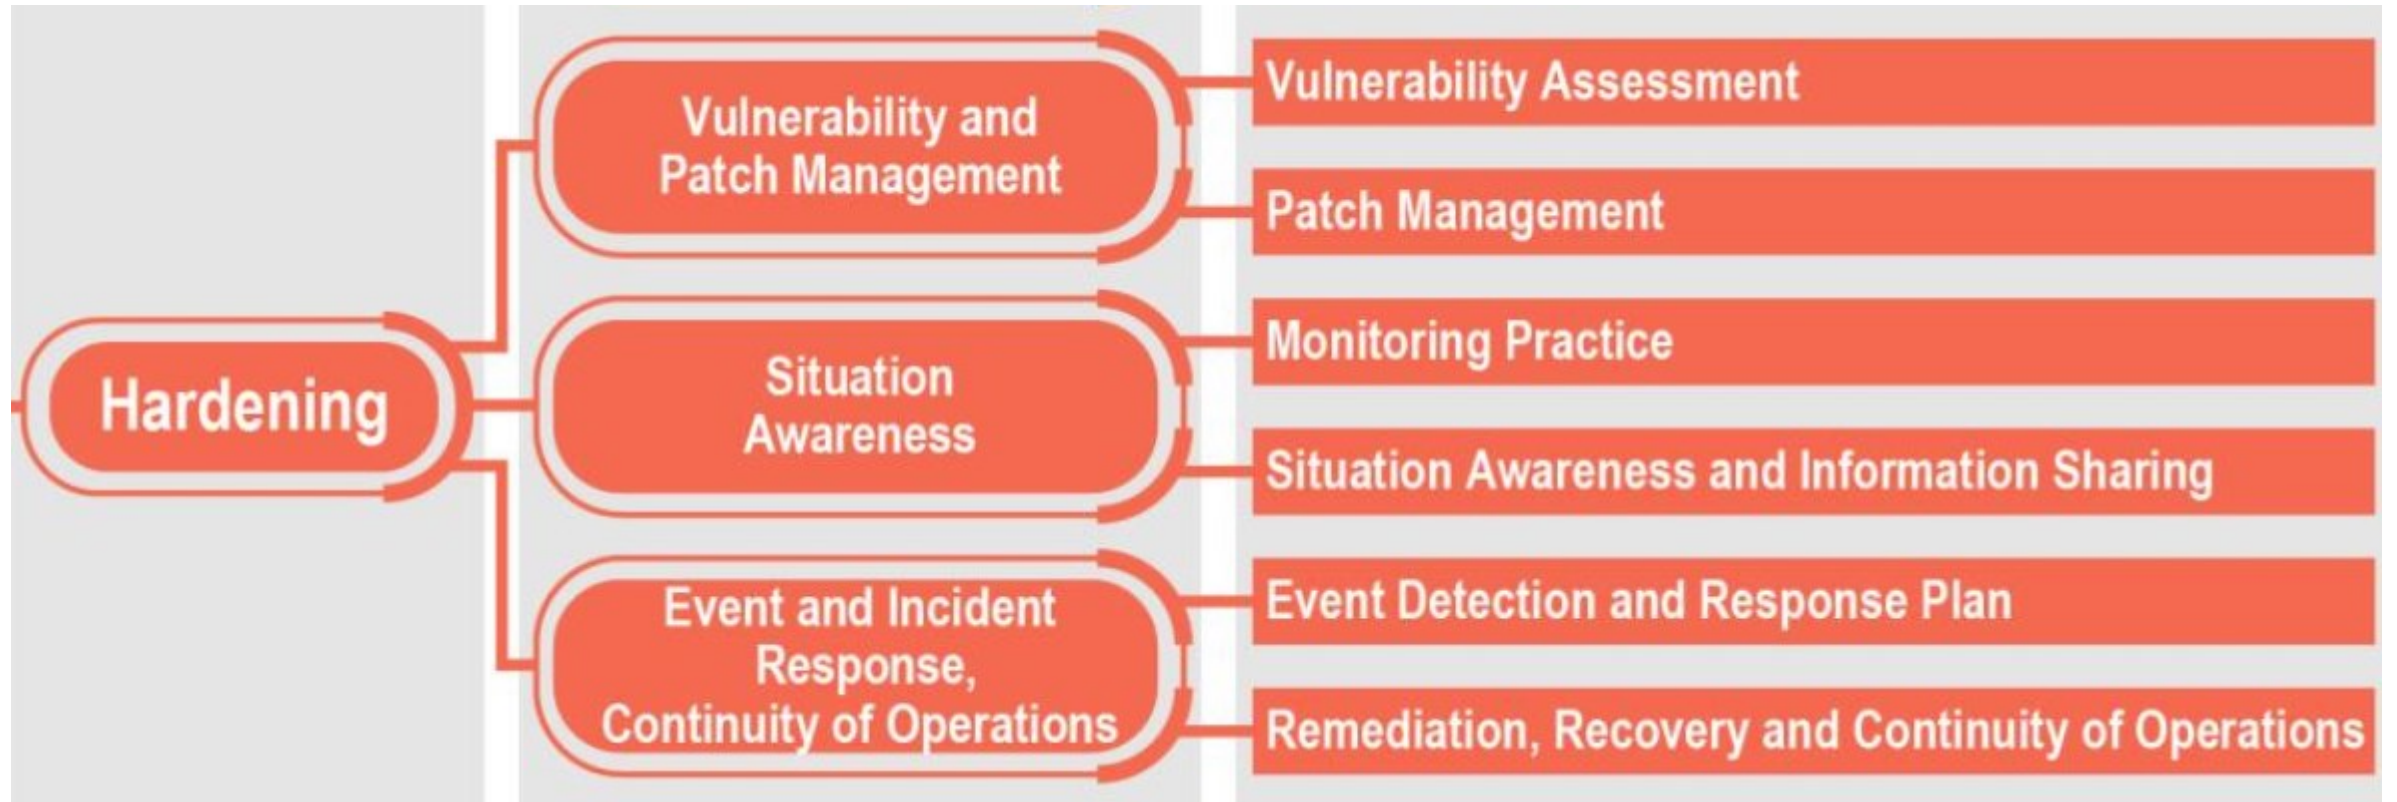 Hardening
Vulnerability and
Patch Management
Vulnerability Assessment
Patch Management
Situation
Awareness
Monitoring Practice
Situation Awareness and Information Sharing
Event and Incident
Response,
Continuity of Operations
Event Detection and Response Plan
Remediation, Recovery and Continuity of Operations